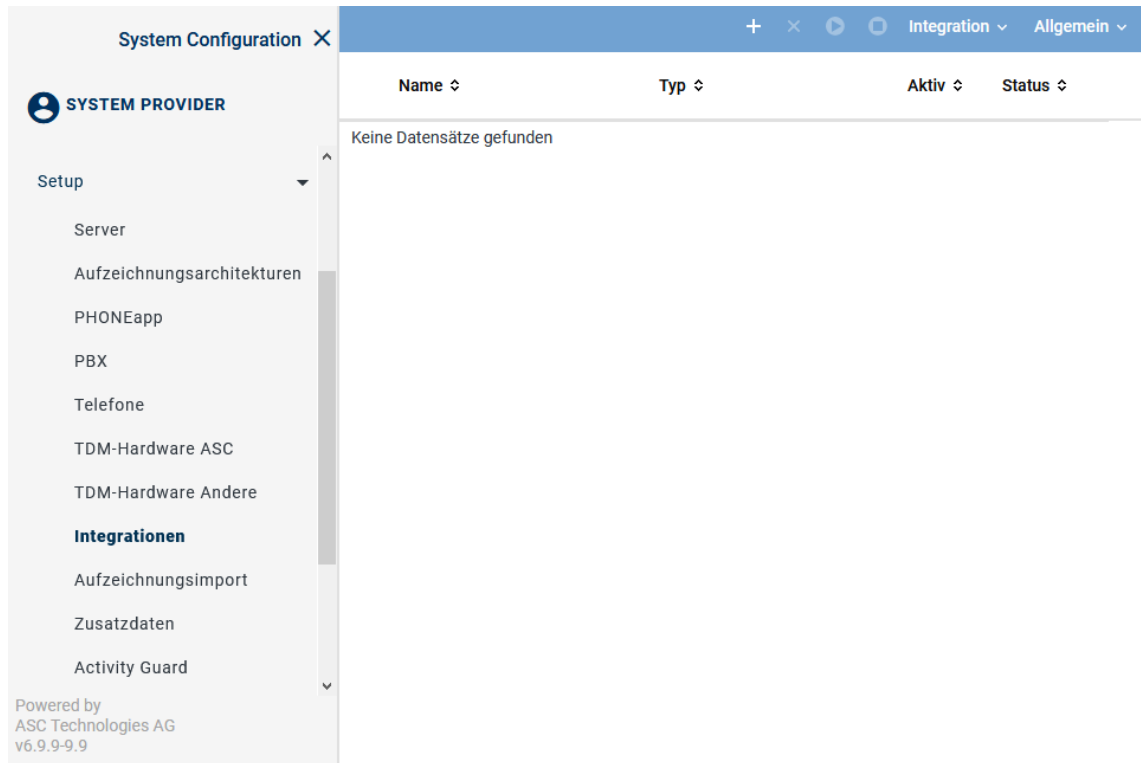 System Configuration
SYSTEM PROVIDER
Setup
Server
Aufzeichnungsarchitekturen
PHONEapp
PBX
Telefone
TDM-Hardware ASC
TDM-Hardware Andere
Integrationen
Aufzeichnungsimport
Zusatzdaten
Activity Guard
Powered by
ASC Technologies AG
v6.9.9-9.9
Integration Allgemein
Name Typ Aktiv Status
Keine Datensätze gefunden